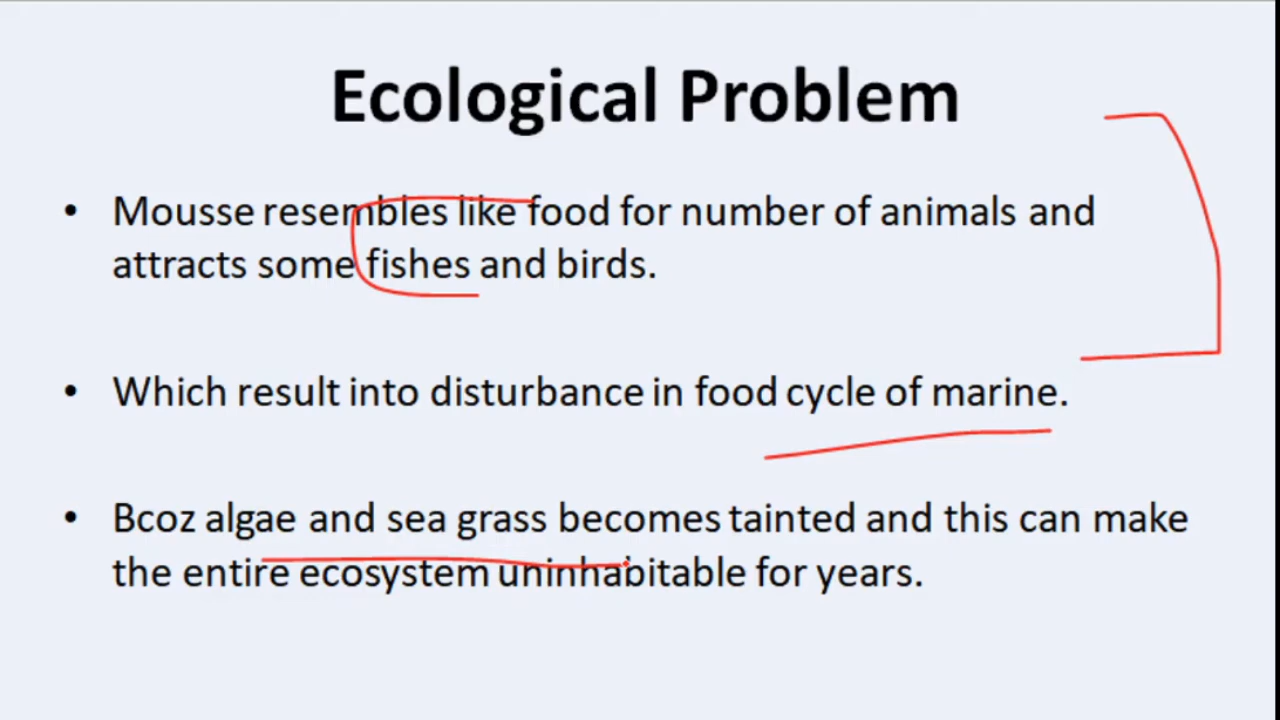 Ecological Problem
• Mousse resembles like food for number of animals and
attracts some fishes and birds.
• Which result into disturbance in food cycle of marine.
• Bcoz algae and sea grass becomes tainted and this can make
the entire ecosystem uninhabitable for years.